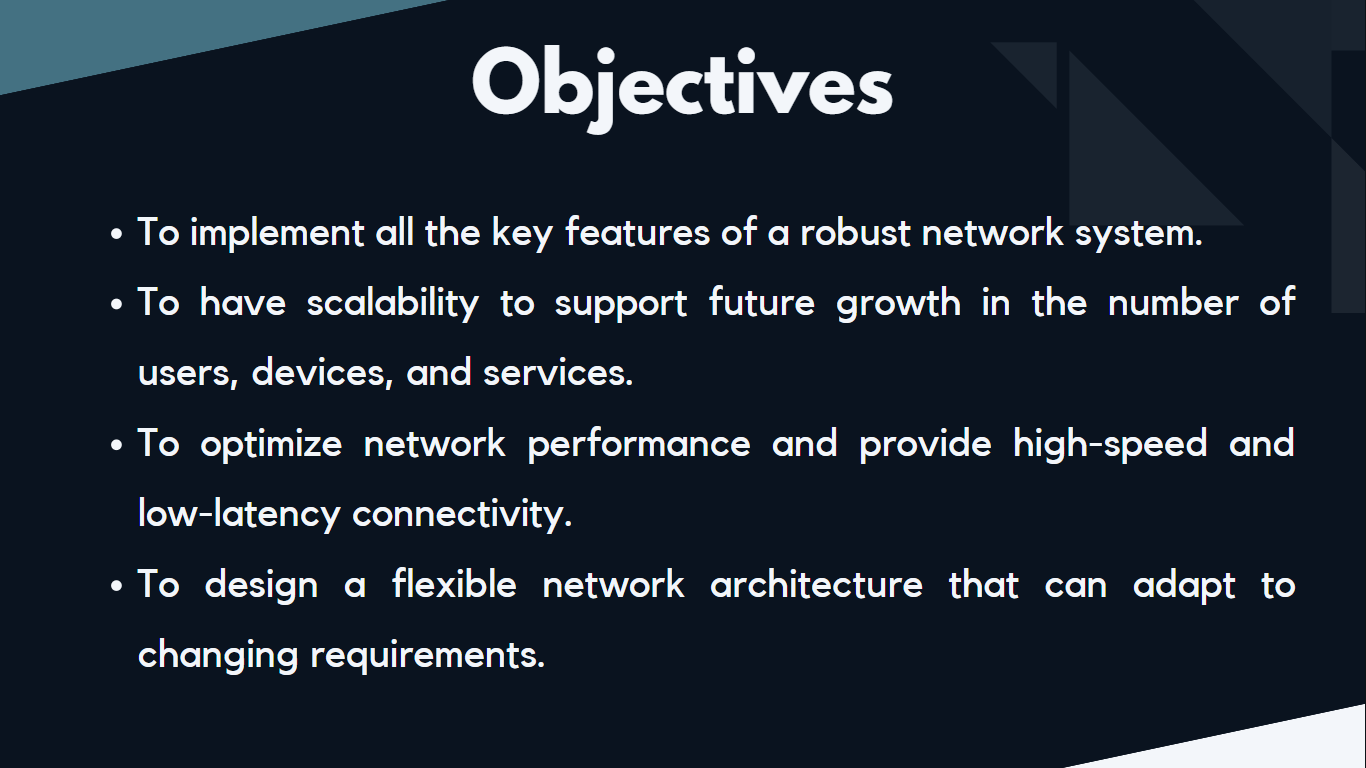 Objectives
• To implement all the key features of a robust network system.
• To have scalability to support future growth in the number of
users, devices, and services.
• To optimize network performance and provide high-speed and
low-latency connectivity.
• To design a flexible network architecture that can adapt to
changing requirements.